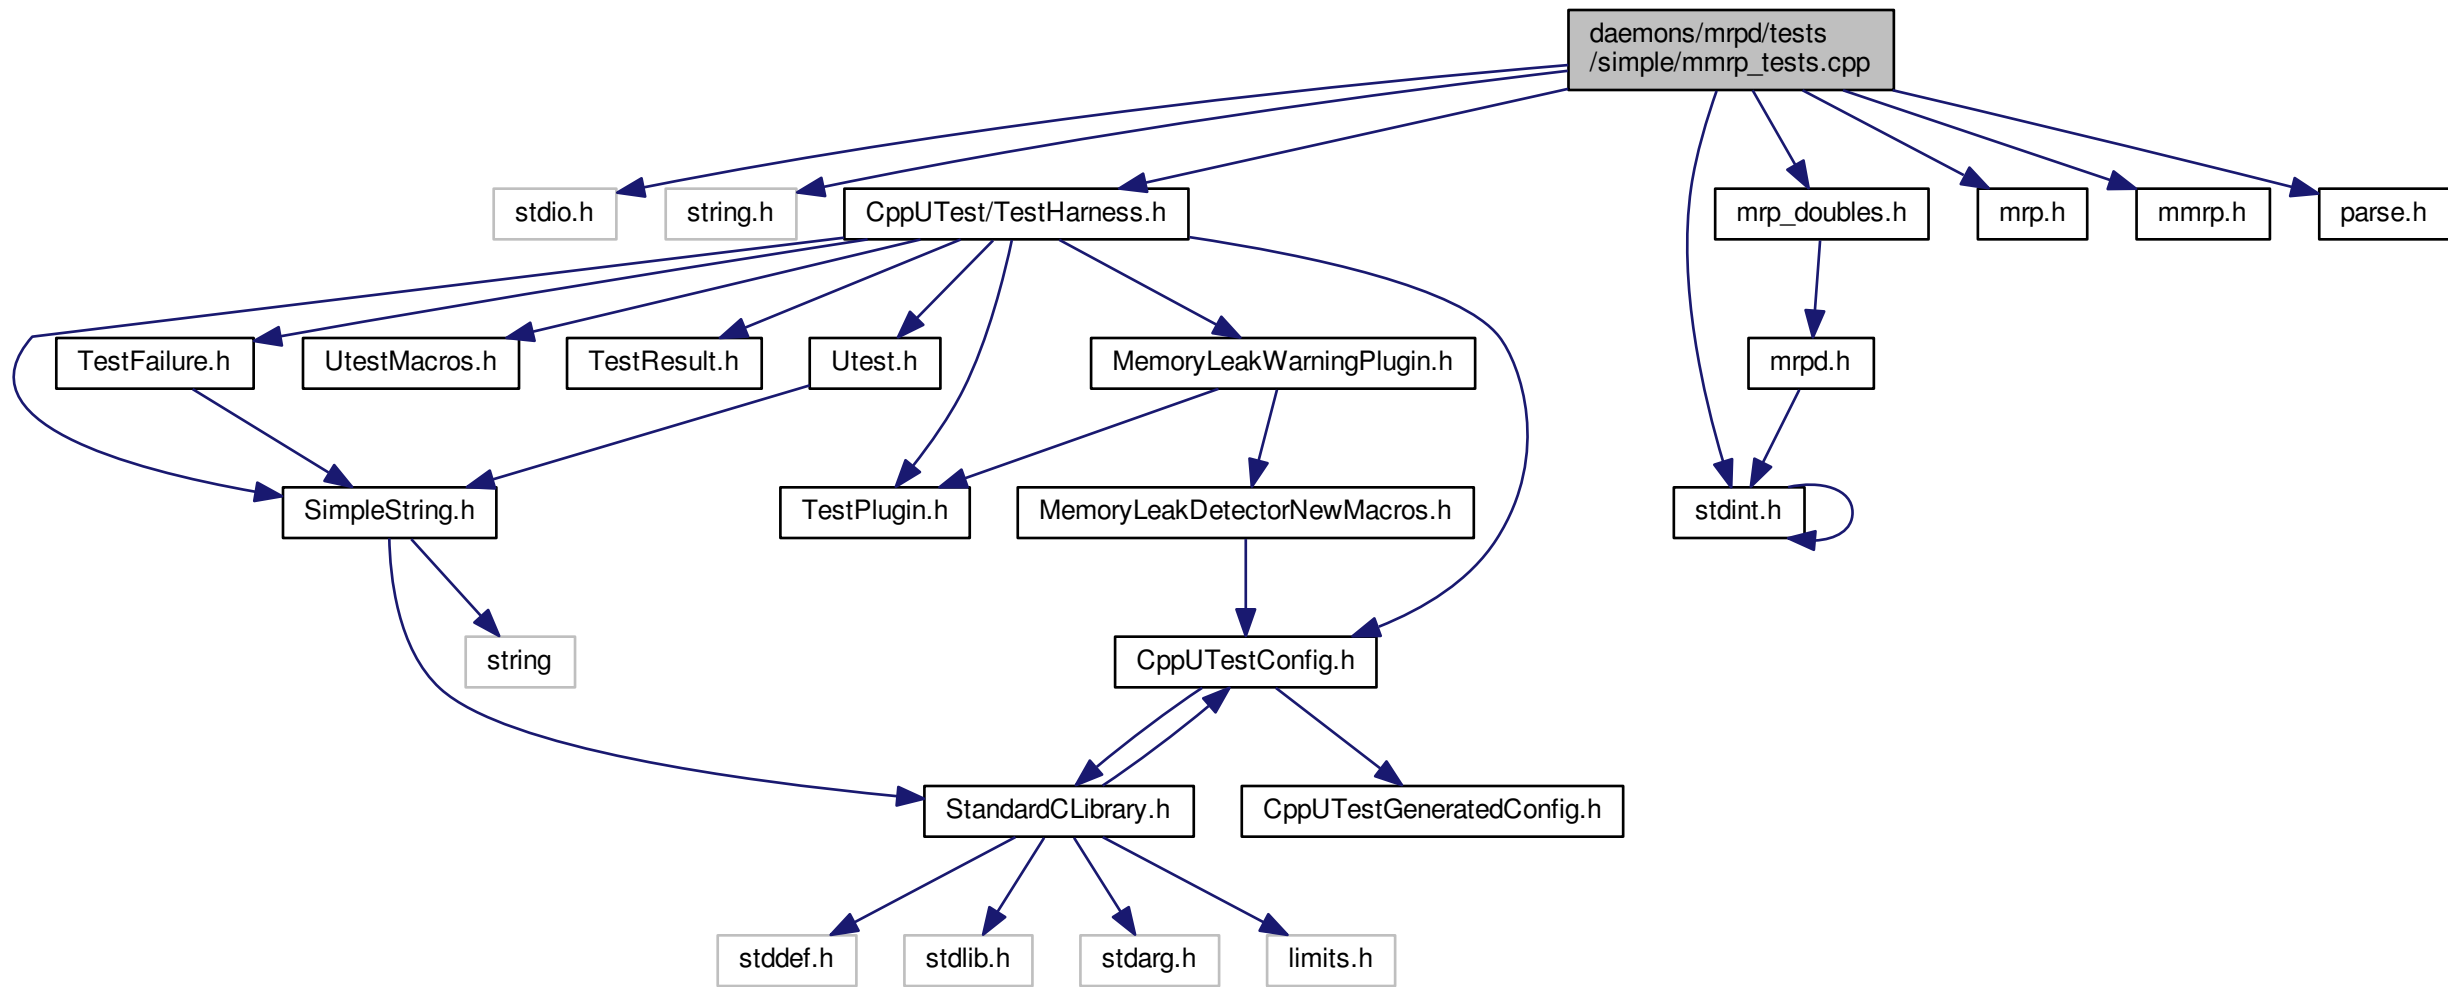 daemons/mrpd/tests
/simple/mmrp_tests.cpp
stdio.h
string.h
CppUTest/TestHarness.h
mrp_doubles.h
mrp.h
mmrp.h
parse.h
TestFailure.h
UtestMacros.h
TestResult.h
Utest.h
MemoryLeakWarningPlugin.h
mrpd.h
SimpleString.h
TestPlugin.h
MemoryLeakDetectorNewMacros.h
stdint.h
string
CppUTestConfig.h
StandardCLibrary.h
CppUTestGeneratedConfig.h
stddef.h
stdlib.h
stdarg.h
limits.h